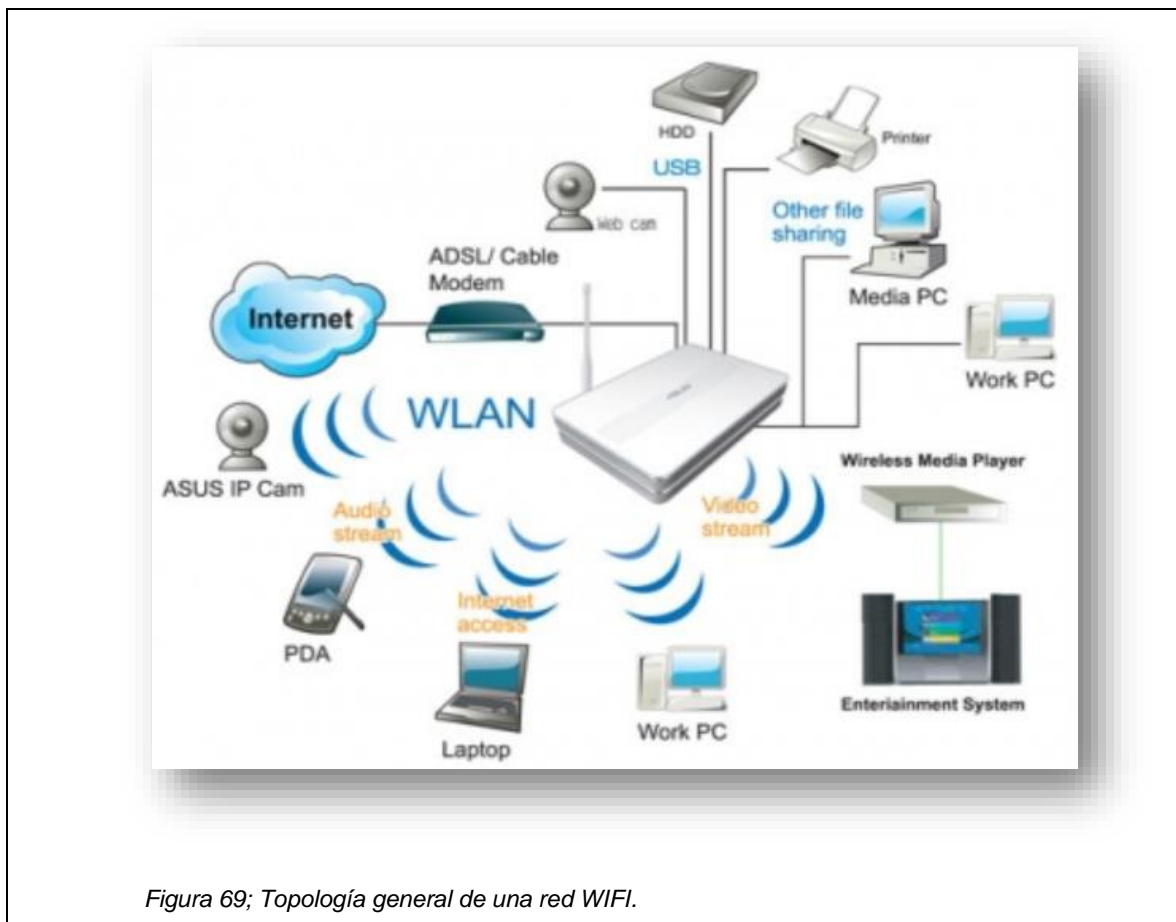 HDD
Printer
USB
Web cam
Other file
sharing
ADSL/ Cable
Modem
Media PC
Internet
Work PC
WLAN
Wireless Media Player
ASUS IP Cam
Audio
stream
Video
stream
Internet
access
PDA
Enteriainment System
Work PC
Laptop
Figura 69; Topología general de una red WIFI.